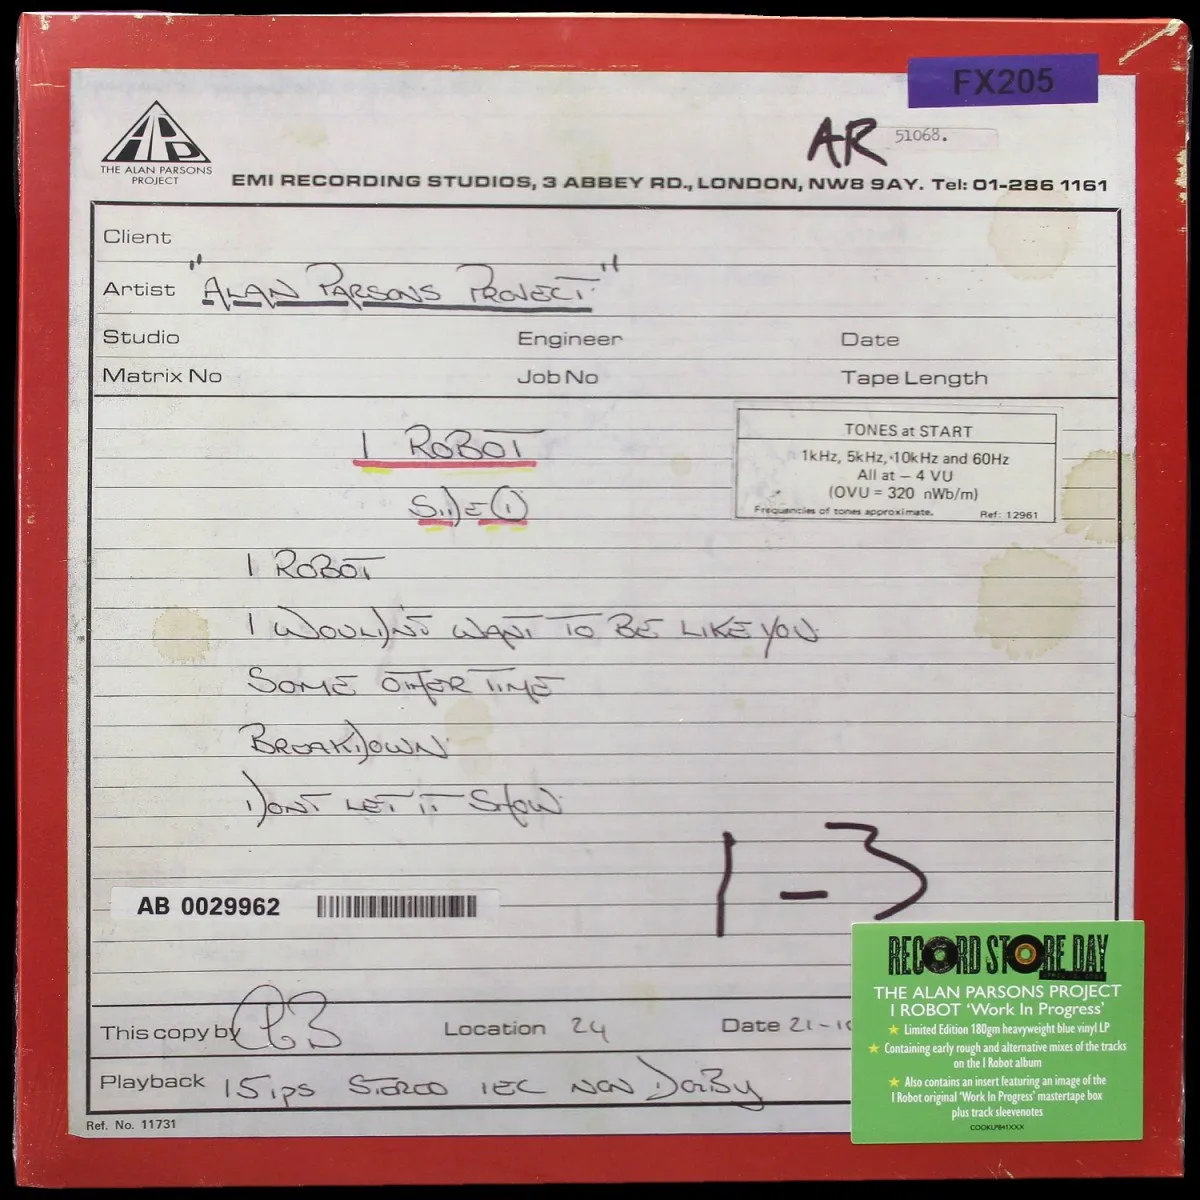 FX205
AR 51068.
THE ALAN PARSONS
PROJECT
EMI RECORDING STUDIOS, 3 ABBEY RD., LONDON, NW8 9AY. Tel: 01-286 1161
Client
Artist "ALAN PARSONS PROJECT"
Studio Engineer Date
Matrix No Job No Tape Length
I ROBOT
SIDE 1
TONES at START
1kHz, 5kHz, 10kHz and 60Hz
All at – 4 VU
(OVU = 320 nWb/m)
Frequencies of tones approximate. Ref: 12961
I ROBOT
I WOULDN'T WANT TO BE LIKE YOU
SOME OTHER TIME
BREAKDOWN
DONT LET IT SHOW
1-3
AB 0029962
This copy by Location 24 Date 21-10
Playback 15ips STEREO IEC NON DOLBY
Ref. No. 11731
RECORD STORE DAY
THE ALAN PARSONS PROJECT
I ROBOT 'Work In Progress'
★ Limited Edition 180gm heavyweight blue vinyl LP
★ Containing early rough and alternative mixes of the tracks
on the I Robot album
★ Also contains an insert featuring an image of the
I Robot original 'Work In Progress' mastertape box
plus track sleevenotes
COOKLP841XXX